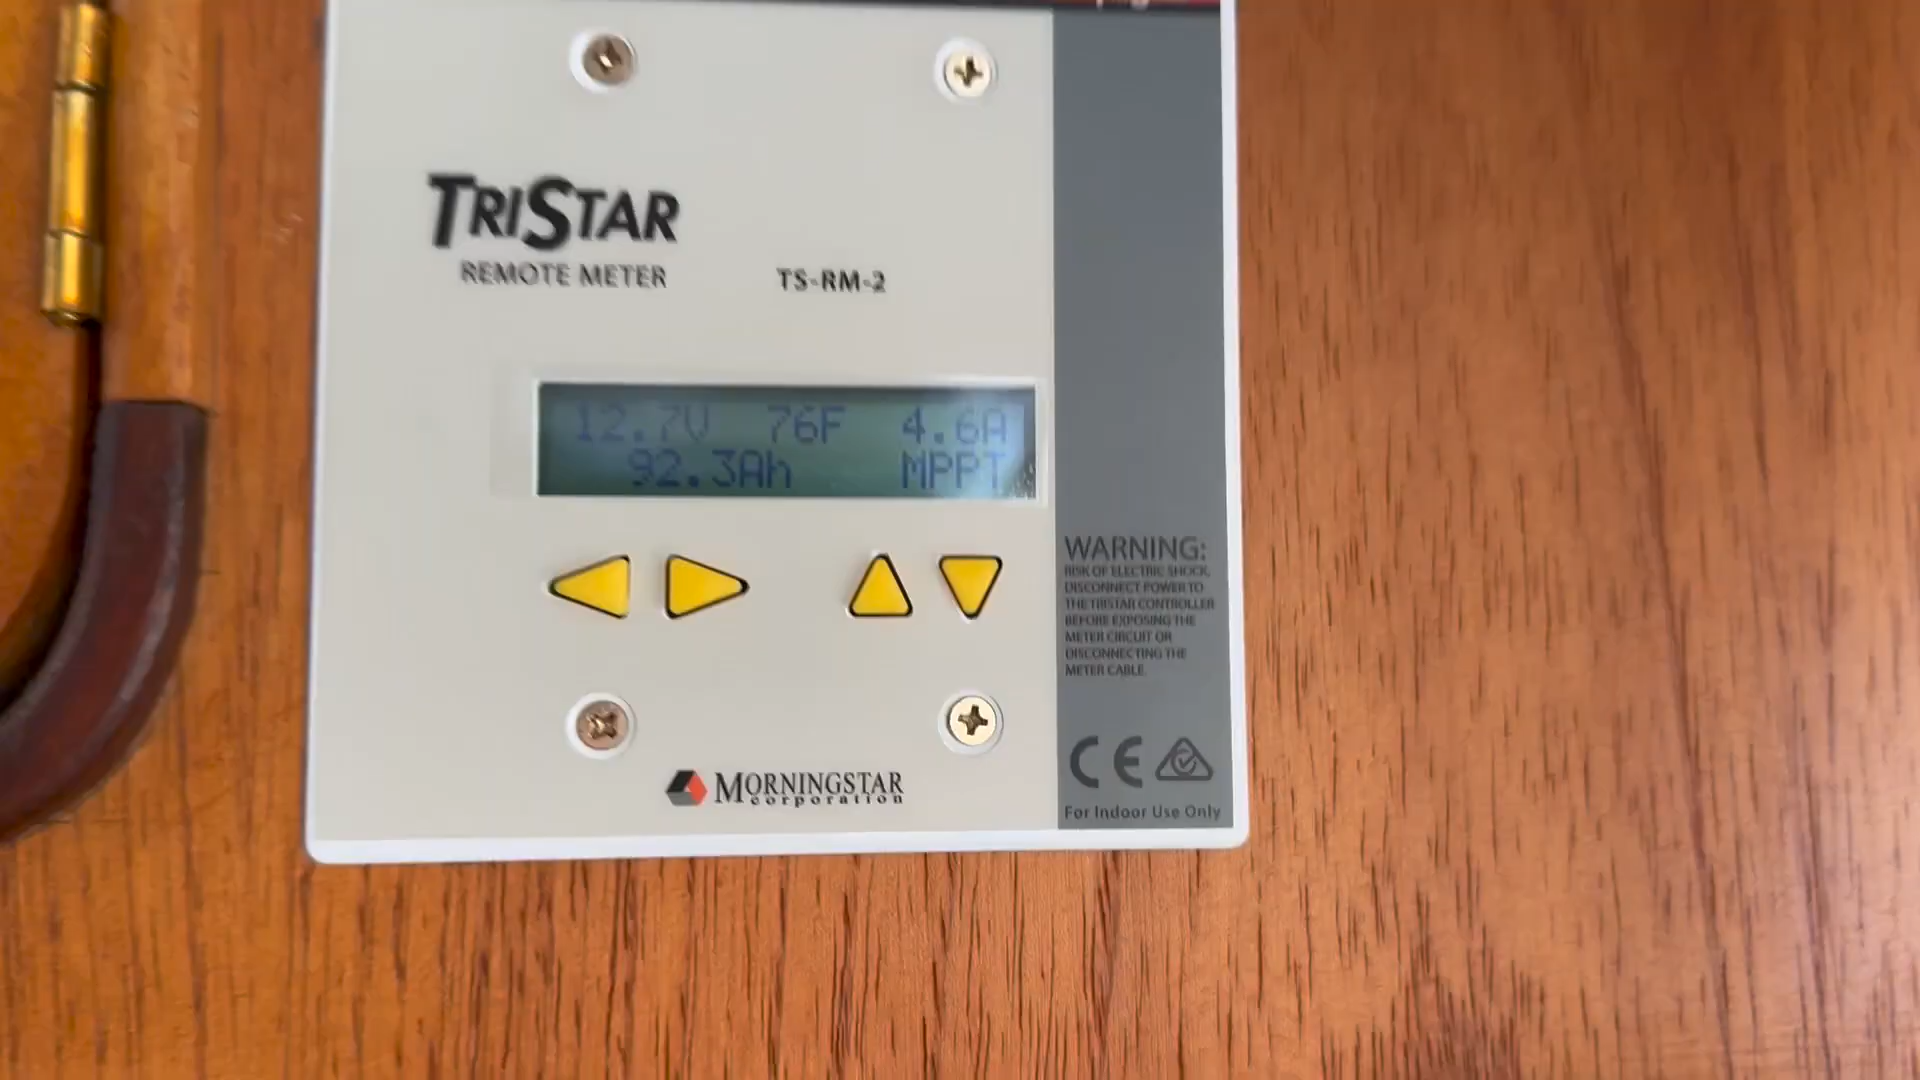 TRISTAR
REMOTE METER
TS-RM-2
12.7V 76F 4.6A
92.3Ah MPPT
WARNING:
RISK OF ELECTRIC SHOCK,
DISCONNECT POWER TO
THE TRISTAR CONTROLLER
BEFORE EXPOSING THE
METER CIRCUIT OR
DISCONNECTING THE
METER CABLE
CE
For Indoor Use Only
MORNINGSTAR
corporation